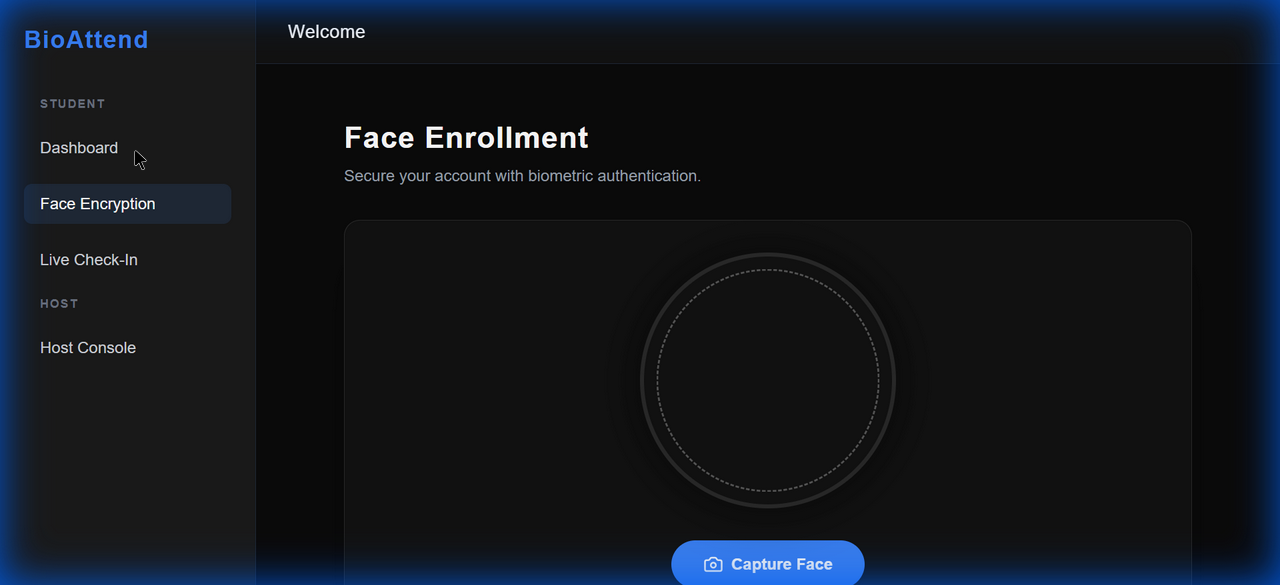 BioAttend
Welcome
STUDENT
Dashboard
Face Encryption
Live Check-In
HOST
Host Console
Face Enrollment
Secure your account with biometric authentication.
Capture Face